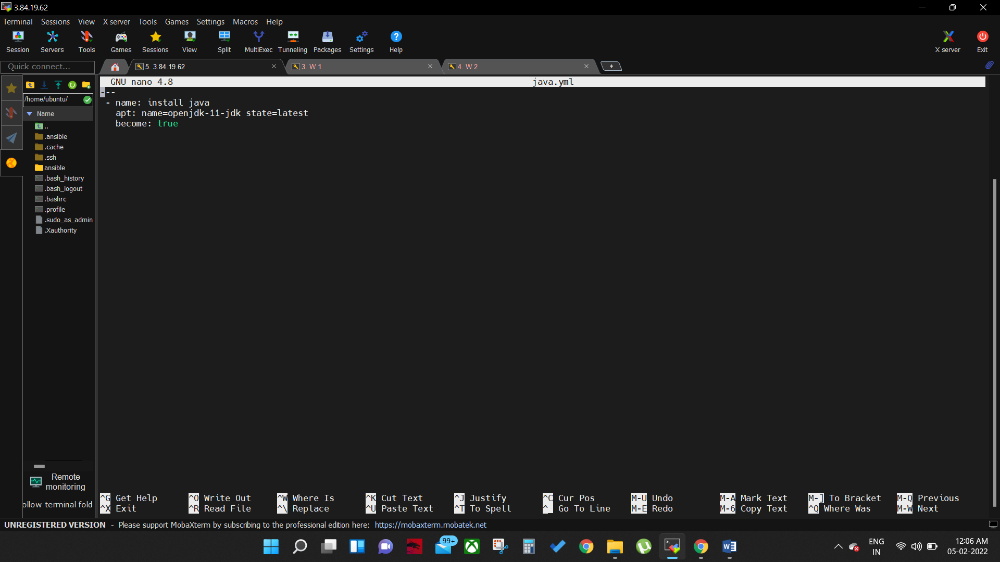 3.84.19.62
Terminal Sessions View X server Tools Games Settings Macros Help
Session Servers Tools Games Sessions View Split MultiExec Tunneling Packages Settings Help X server Exit
Quick connect... 5. 3.84.19.62 3. W 1 4. W 2
GNU nano 4.8 java.yml
/home/ubuntu/
Name
..
.ansible
.cache
.ssh
ansible
.bash_history
.bash_logout
.bashrc
.profile
.sudo_as_admin_
.Xauthority
---
- name: install java
apt: name=openjdk-11-jdk state=latest
become: true
Remote
monitoring
ollow terminal fold
^G Get Help ^O Write Out ^W Where Is ^K Cut Text ^J Justify ^C Cur Pos M-U Undo M-A Mark Text M-] To Bracket M-Q Previous
^X Exit ^R Read File ^\ Replace ^U Paste Text ^T To Spell ^_ Go To Line M-E Redo M-6 Copy Text ^Q Where Was M-W Next
UNREGISTERED VERSION - Please support MobaXterm by subscribing to the professional edition here: https://mobaxterm.mobatek.net
99+
ENG
IN
12:06 AM
05-02-2022